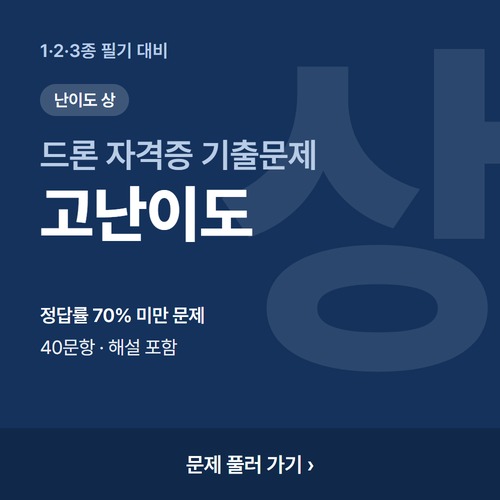 1·2·3종 필기 대비
난이도 상
드론 자격증 기출문제
고난이도
상
정답률 70% 미만 문제
40문항 · 해설 포함
문제 풀러 가기 ›